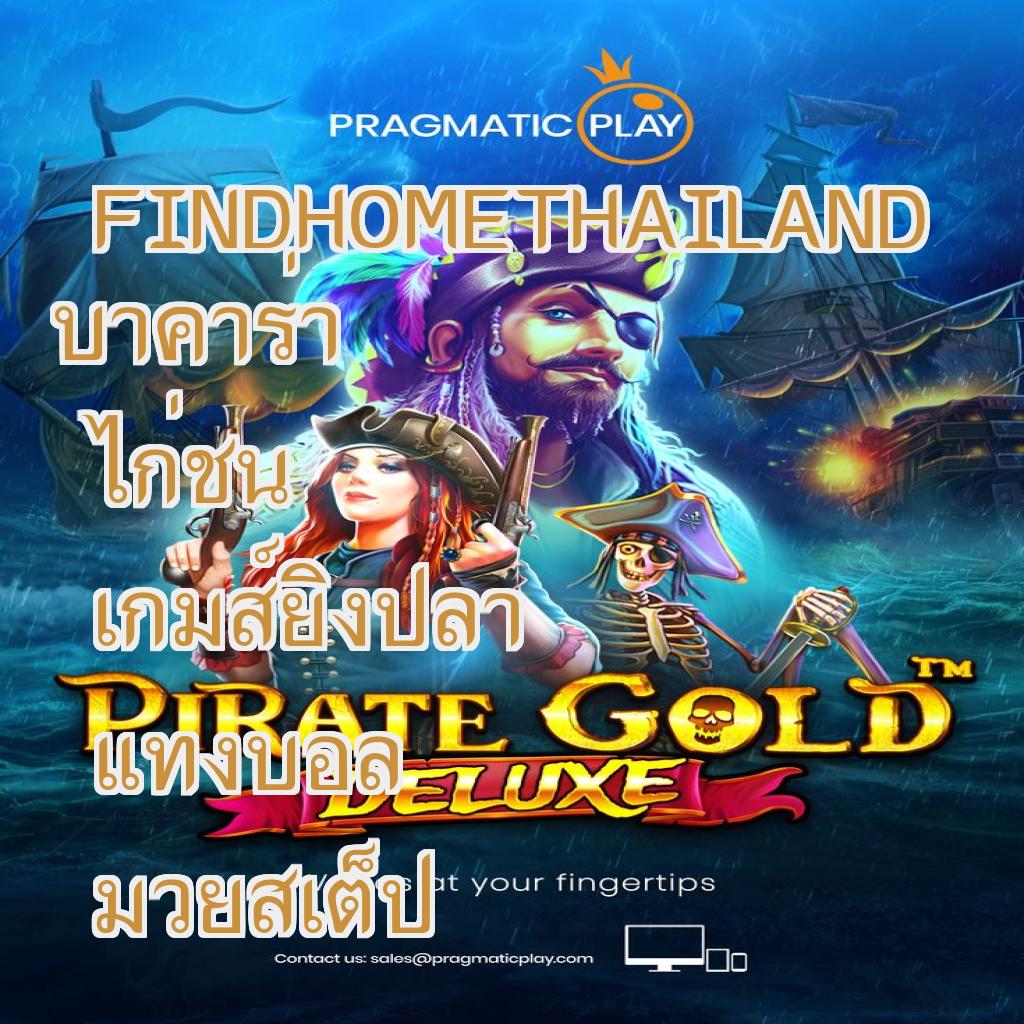 PRAGMATIC PLAY
FINDHOMETHAILAND
บาคาร่า
ไก่ชน
เกมส์ยิงปลา
PIRATE GOLD™
แทงบอล
DELUXE
at your fingertips
มวยสเต็ป
Contact us: sales@pragmaticplay.com